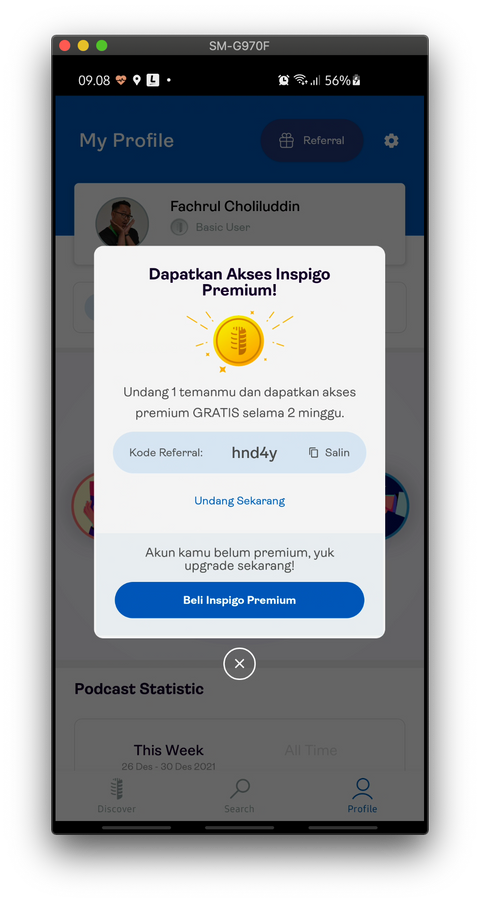 SM-G970F
09.08 L 56%
My Profile
Referral
Fachrul Choliluddin
Basic User
Dapatkan Akses Inspigo
Premium!
Undang 1 temanmu dan dapatkan akses
premium GRATIS selama 2 minggu.
Kode Referral: hnd4y Salin
Undang Sekarang
Akun kamu belum premium, yuk
upgrade sekarang!
Beli Inspigo Premium
Podcast Statistic
This Week All Time
26 Des - 30 Des 2021
Discover Search Profile